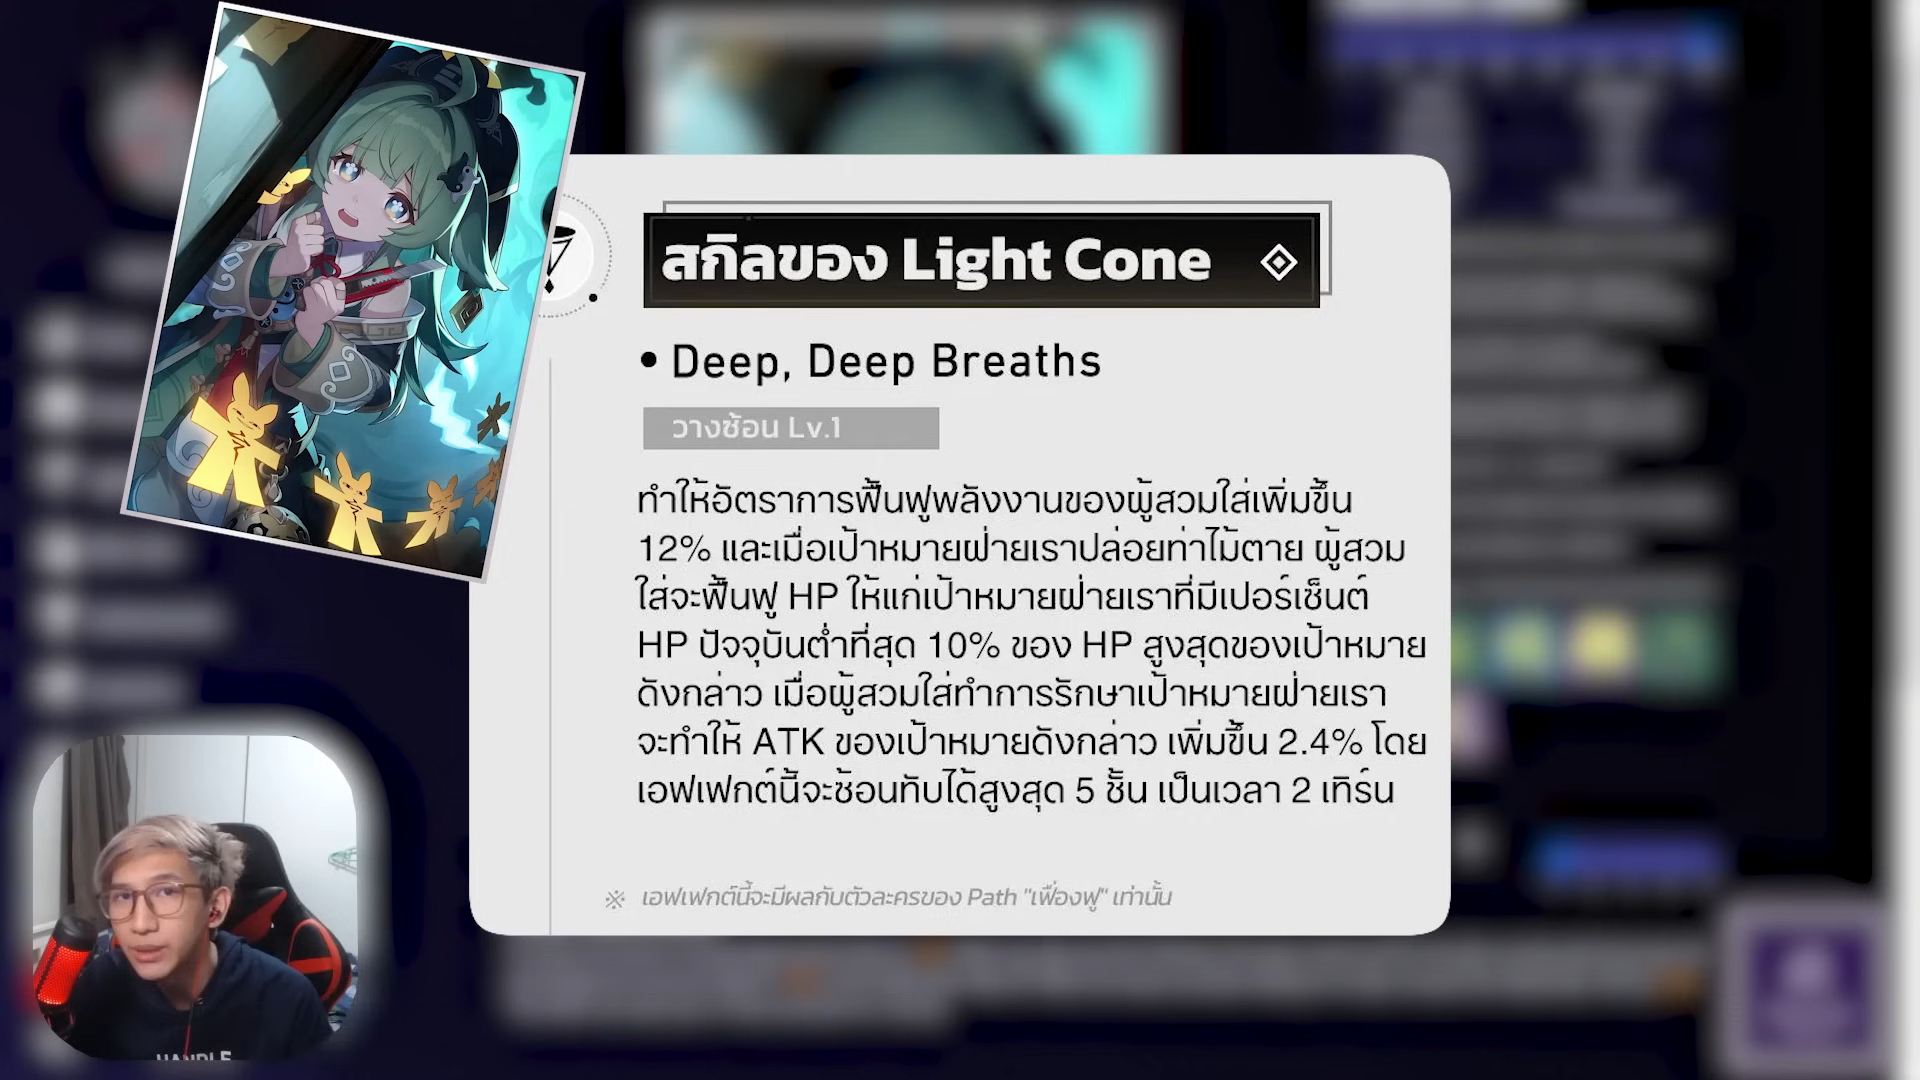 สกิลของ Light Cone
• Deep, Deep Breaths
วางซ้อน Lv.1
ทำให้อัตราการฟื้นฟูพลังงานของผู้สวมใส่เพิ่มขึ้น
12% และเมื่อเป้าหมายฝ่ายเราปล่อยท่าไม้ตาย ผู้สวม
ใส่จะฟื้นฟู HP ให้แก่เป้าหมายฝ่ายเราที่มีเปอร์เซ็นต์
HP ปัจจุบันต่ำที่สุด 10% ของ HP สูงสุดของเป้าหมาย
ดังกล่าว เมื่อผู้สวมใส่ทำการรักษาเป้าหมายฝ่ายเรา
จะทำให้ ATK ของเป้าหมายดังกล่าว เพิ่มขึ้น 2.4% โดย
เอฟเฟกต์นี้จะซ้อนทับได้สูงสุด 5 ชั้น เป็นเวลา 2 เทิร์น
※ เอฟเฟกต์นี้จะมีผลกับตัวละครของ Path "เฟื่องฟู" เท่านั้น
HANDLE